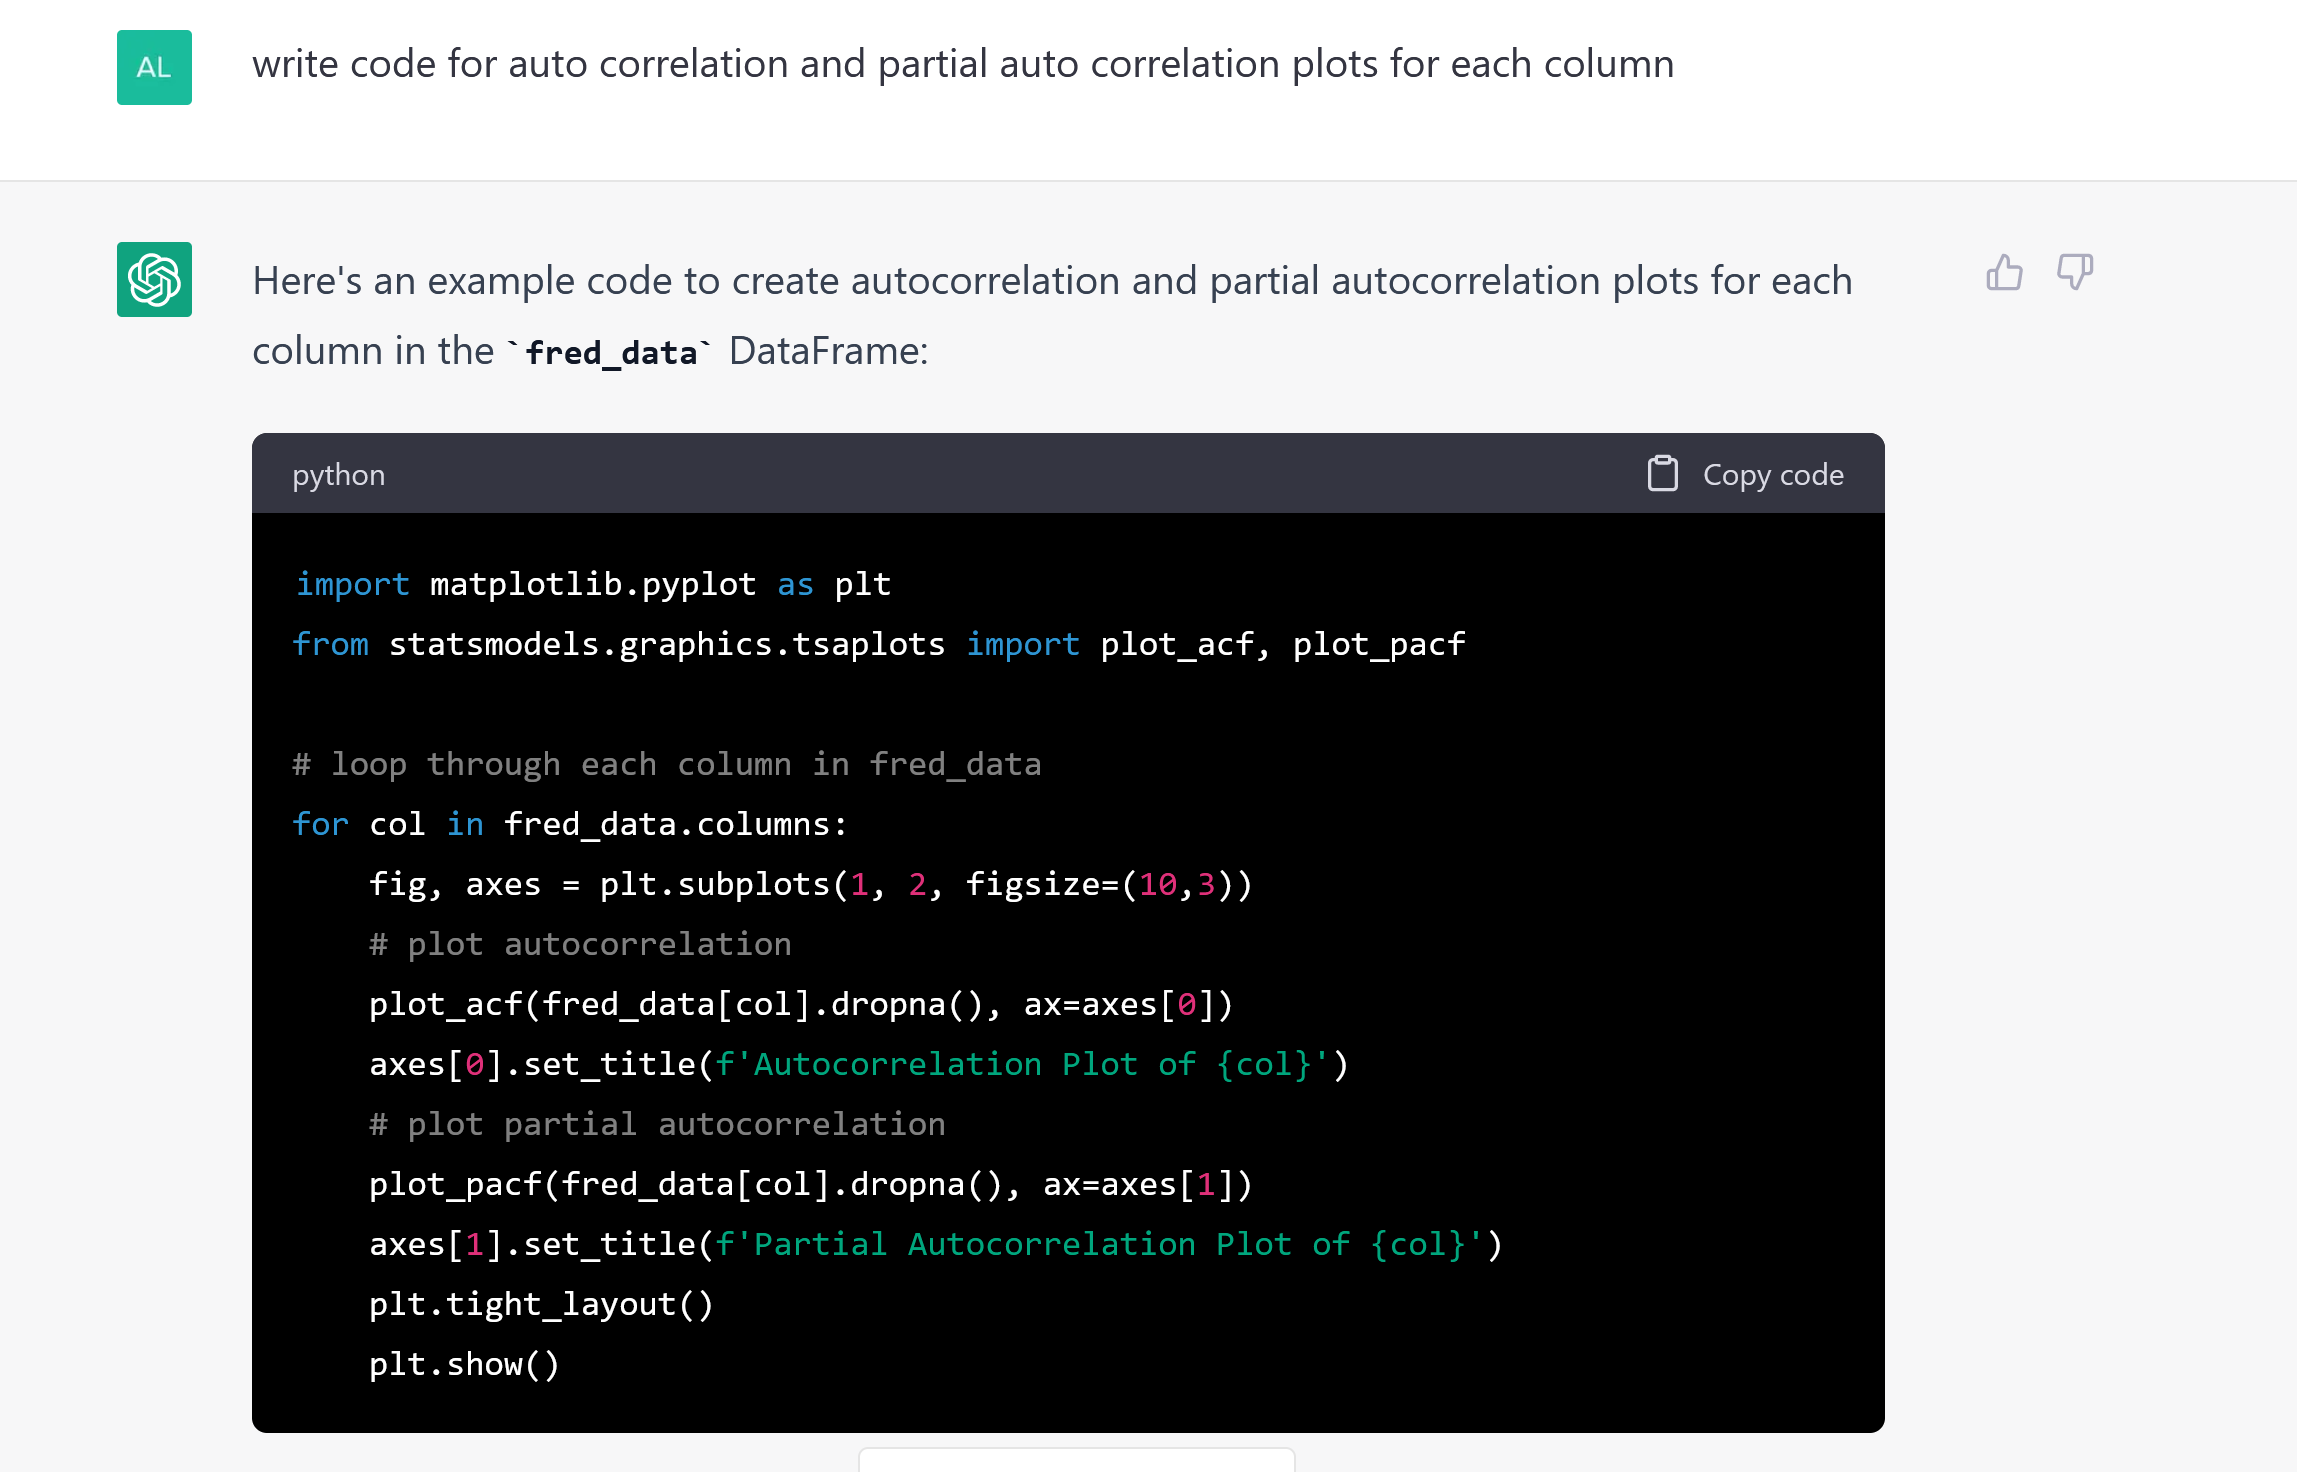 AL
write code for auto correlation and partial auto correlation plots for each column
Here's an example code to create autocorrelation and partial autocorrelation plots for each
column in the `fred_data` DataFrame:
python
Copy code
import matplotlib.pyplot as plt
from statsmodels.graphics.tsaplots import plot_acf, plot_pacf
# loop through each column in fred_data
for col in fred_data.columns:
    fig, axes = plt.subplots(1, 2, figsize=(10,3))
    # plot autocorrelation
    plot_acf(fred_data[col].dropna(), ax=axes[0])
    axes[0].set_title(f'Autocorrelation Plot of {col}')
    # plot partial autocorrelation
    plot_pacf(fred_data[col].dropna(), ax=axes[1])
    axes[1].set_title(f'Partial Autocorrelation Plot of {col}')
    plt.tight_layout()
    plt.show()